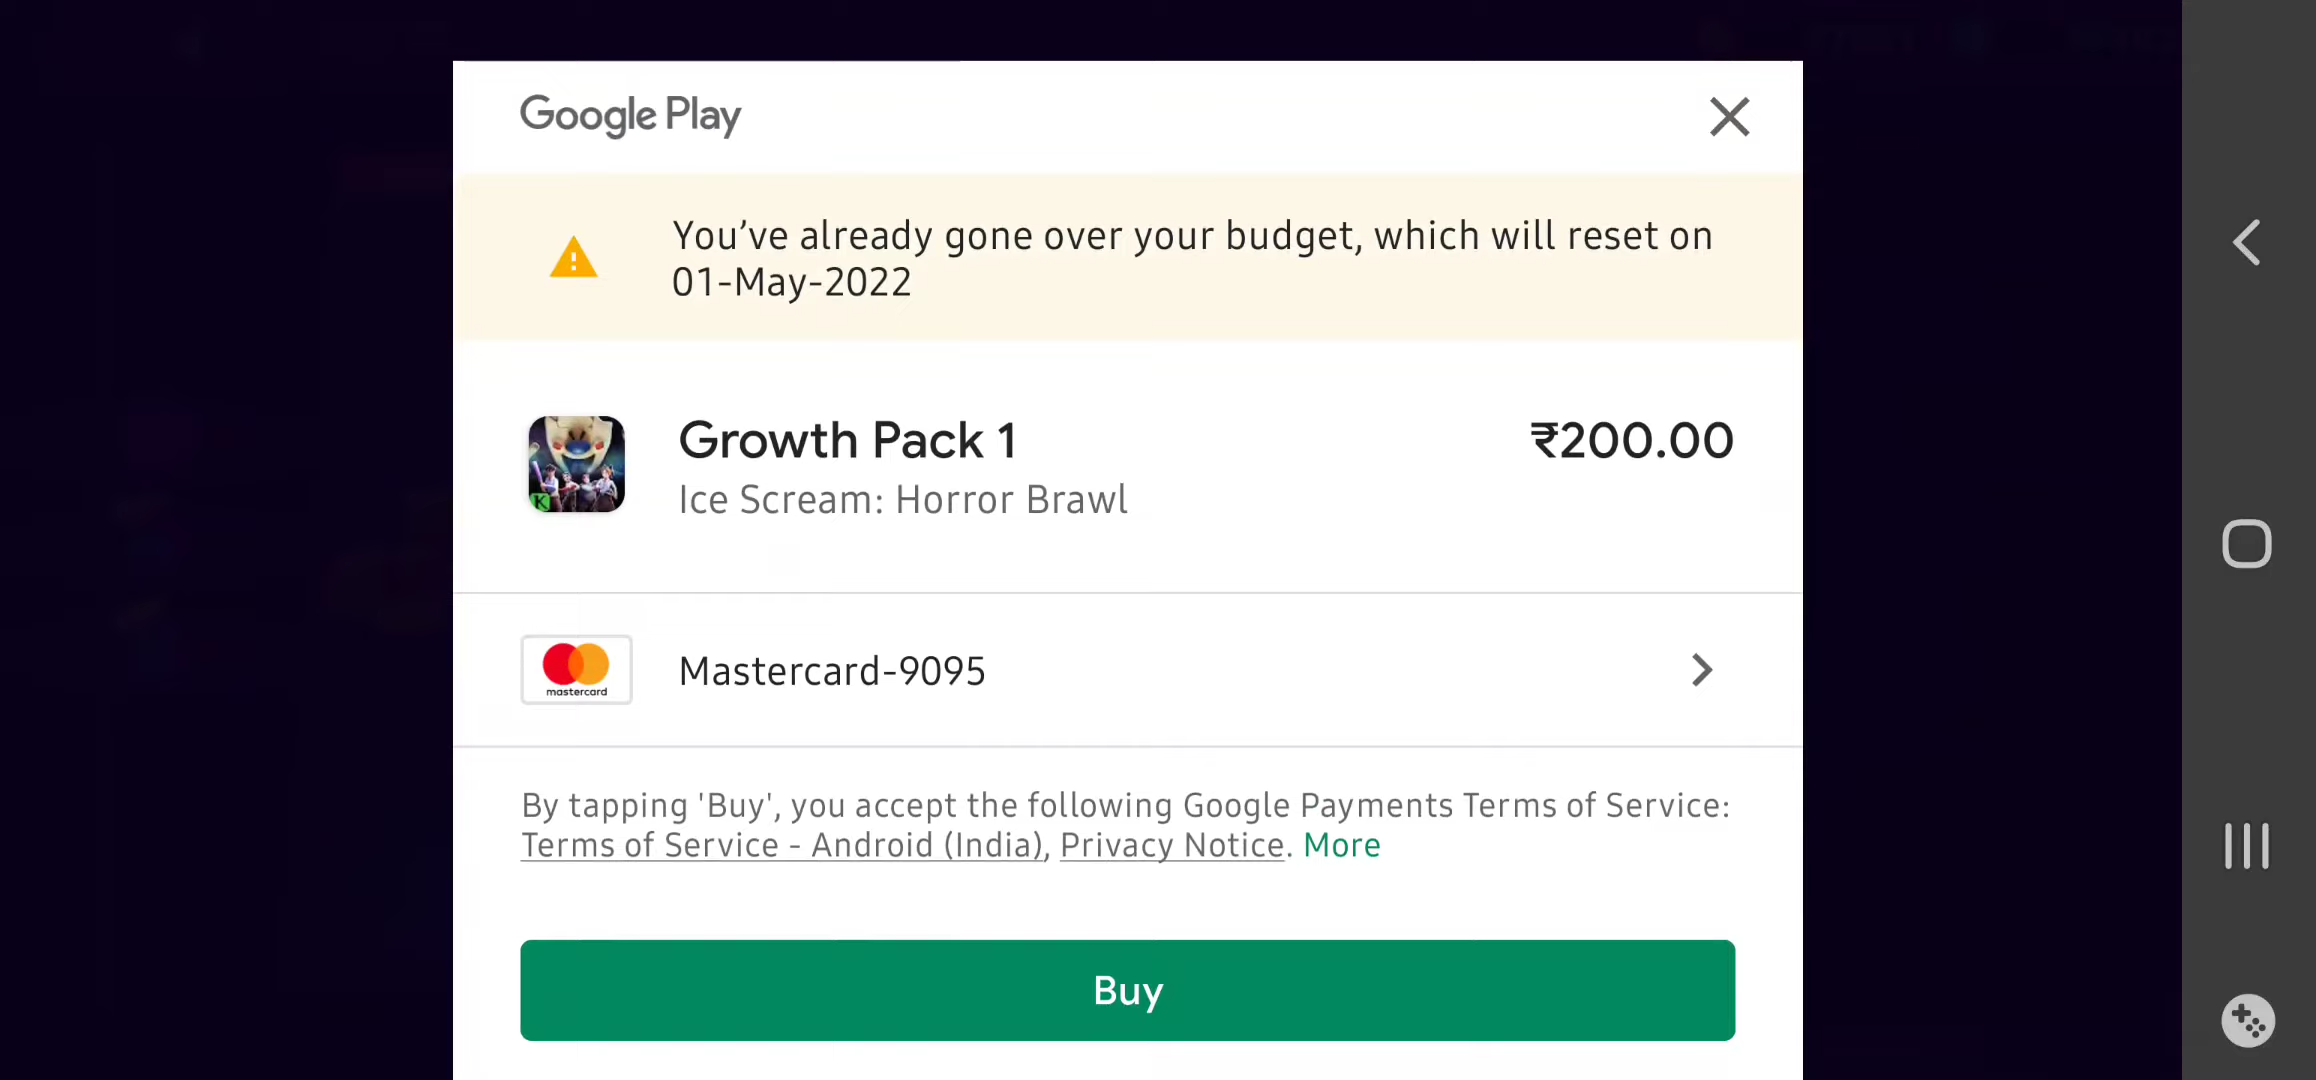 Google Play
You’ve already gone over your budget, which will reset on
01-May-2022
Growth Pack 1
₹200.00
Ice Scream: Horror Brawl
K
mastercard
Mastercard-9095
By tapping 'Buy', you accept the following Google Payments Terms of Service:
Terms of Service - Android (India), Privacy Notice. More
Buy